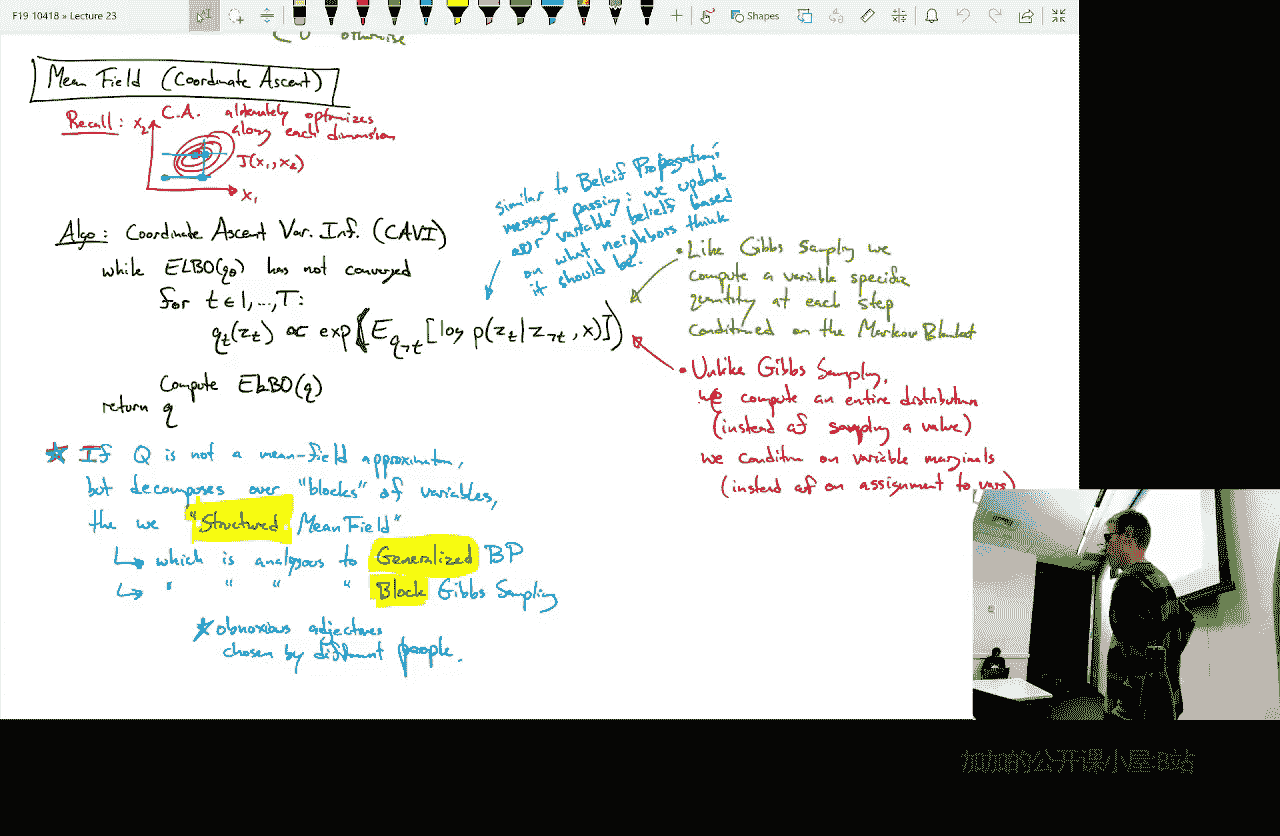 F19 10418 » Lecture 23
Shapes
otherwise
Mean Field (Coordinate Ascent)
Recall:
C.A. alternately optimizes
along each dimension
x₂
J(x₁, x₂)
x₁
similar to Beleif Propagation's
message passing: we update
our variable beliefs based
on what neighbors think
it should be.
Algo: Coordinate Ascent Var. Inf. (CAVI)
while ELBO(qθ) has not converged
for t ∈ 1, ..., T:
qt(zt) ∝ exp(E q¬t [log p(zt | z¬t, x)])
Compute ELBO(q)
return q
• Like Gibbs Sampling we
compute a variable specific
quantity at each step
conditioned on the Markov Blanket
• Unlike Gibbs Sampling,
we compute an entire distribution
(instead of sampling a value)
we condition on variable marginals
(instead of on assignment to vars)
★ If Q is not a mean-field approximation,
but decomposes over "blocks" of variables,
the we "Structured Mean Field"
↳ which is analogous to Generalized BP
↳ " " " " Block Gibbs Sampling
★ obnoxious adjectives
chosen by different people.
加加的公开课小屋:B站